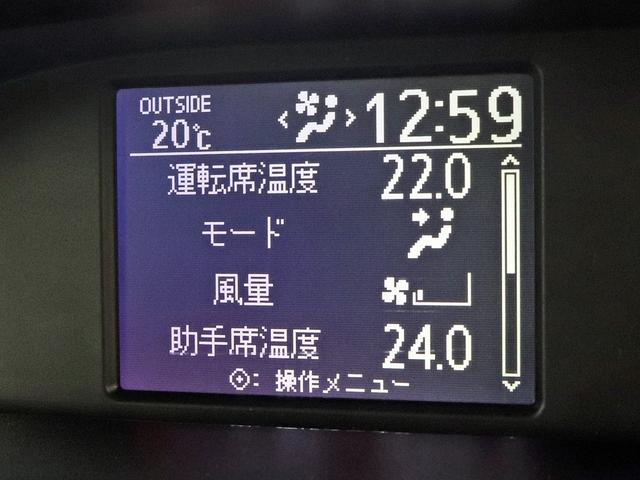 OUTSIDE
20℃
12:59
運転席温度 22.0
モード
風量
助手席温度 24.0
: 操作メニュー